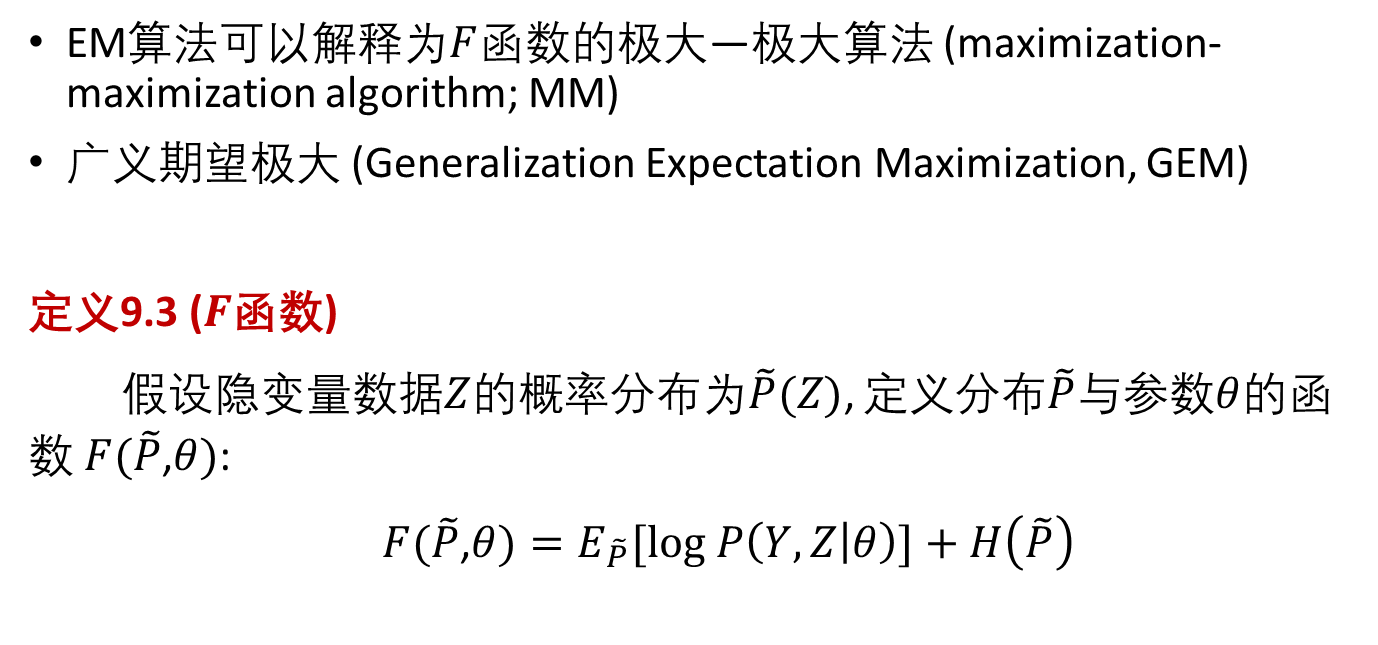 • EM算法可以解释为F函数的极大—极大算法 (maximization-
maximization algorithm; MM)
• 广义期望极大 (Generalization Expectation Maximization, GEM)
定义9.3 (F函数)
假设隐变量数据Z的概率分布为P̃(Z), 定义分布P̃与参数θ的函
数 F(P̃,θ):
F(P̃,θ) = E_P̃[log P(Y, Z|θ)] + H(P̃)